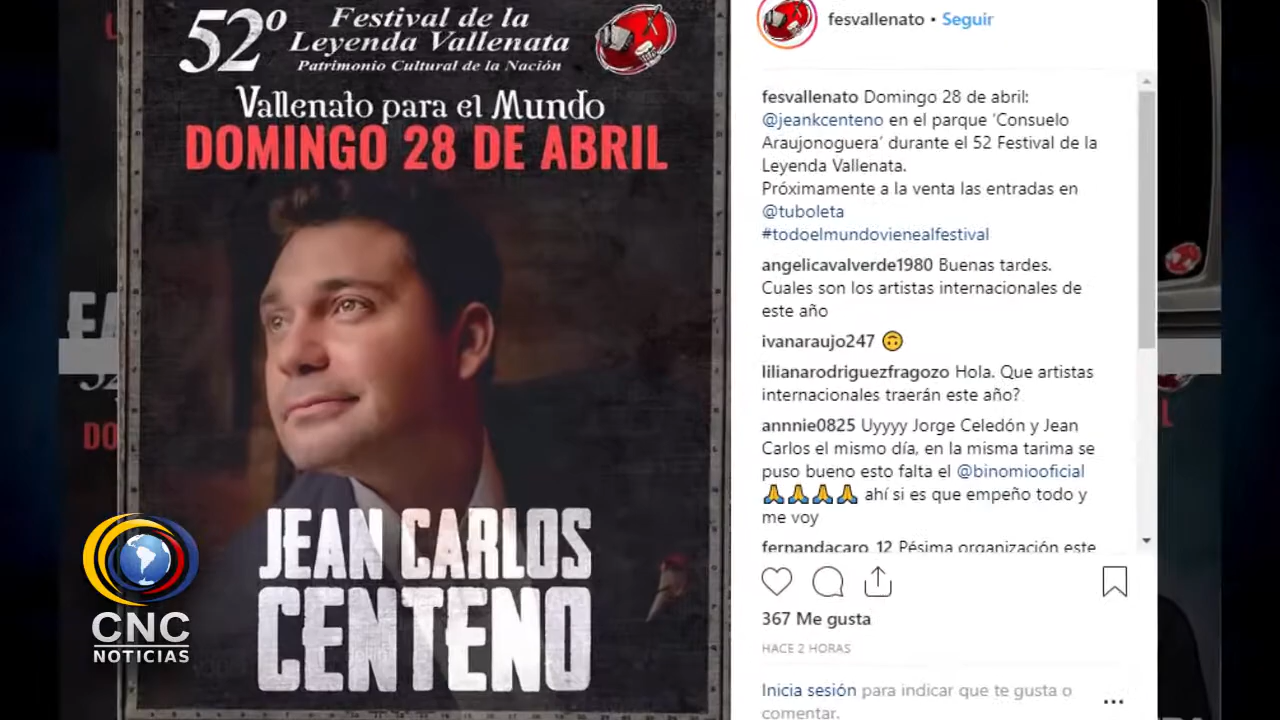 52º Festival de la
Leyenda Vallenata
Patrimonio Cultural de la Nación
Vallenato para el Mundo
DOMINGO 28 DE ABRIL
JEAN CARLOS
CENTENO
CNC
NOTICIAS
DO
fesvallenato • Seguir
fesvallenato Domingo 28 de abril:
@jeankcenteno en el parque ‘Consuelo
Araujonoguera’ durante el 52 Festival de la
Leyenda Vallenata.
Próximamente a la venta las entradas en
@tuboleta
#todoelmundovienealfestival
angelicavalverde1980 Buenas tardes.
Cuales son los artistas internacionales de
este año
ivanaraujo247 🙃
lilianarodriguezfragozo Hola. Que artistas
internacionales traerán este año?
annnie0825 Uyyyy Jorge Celedón y Jean
Carlos el mismo día, en la misma tarima se
puso bueno esto falta el @binomiooficial
🙏🙏🙏🙏 ahí si es que empeño todo y
me voy
fernandacaro_12 Pésima organización este
367 Me gusta
HACE 2 HORAS
Inicia sesión para indicar que te gusta o
comentar.